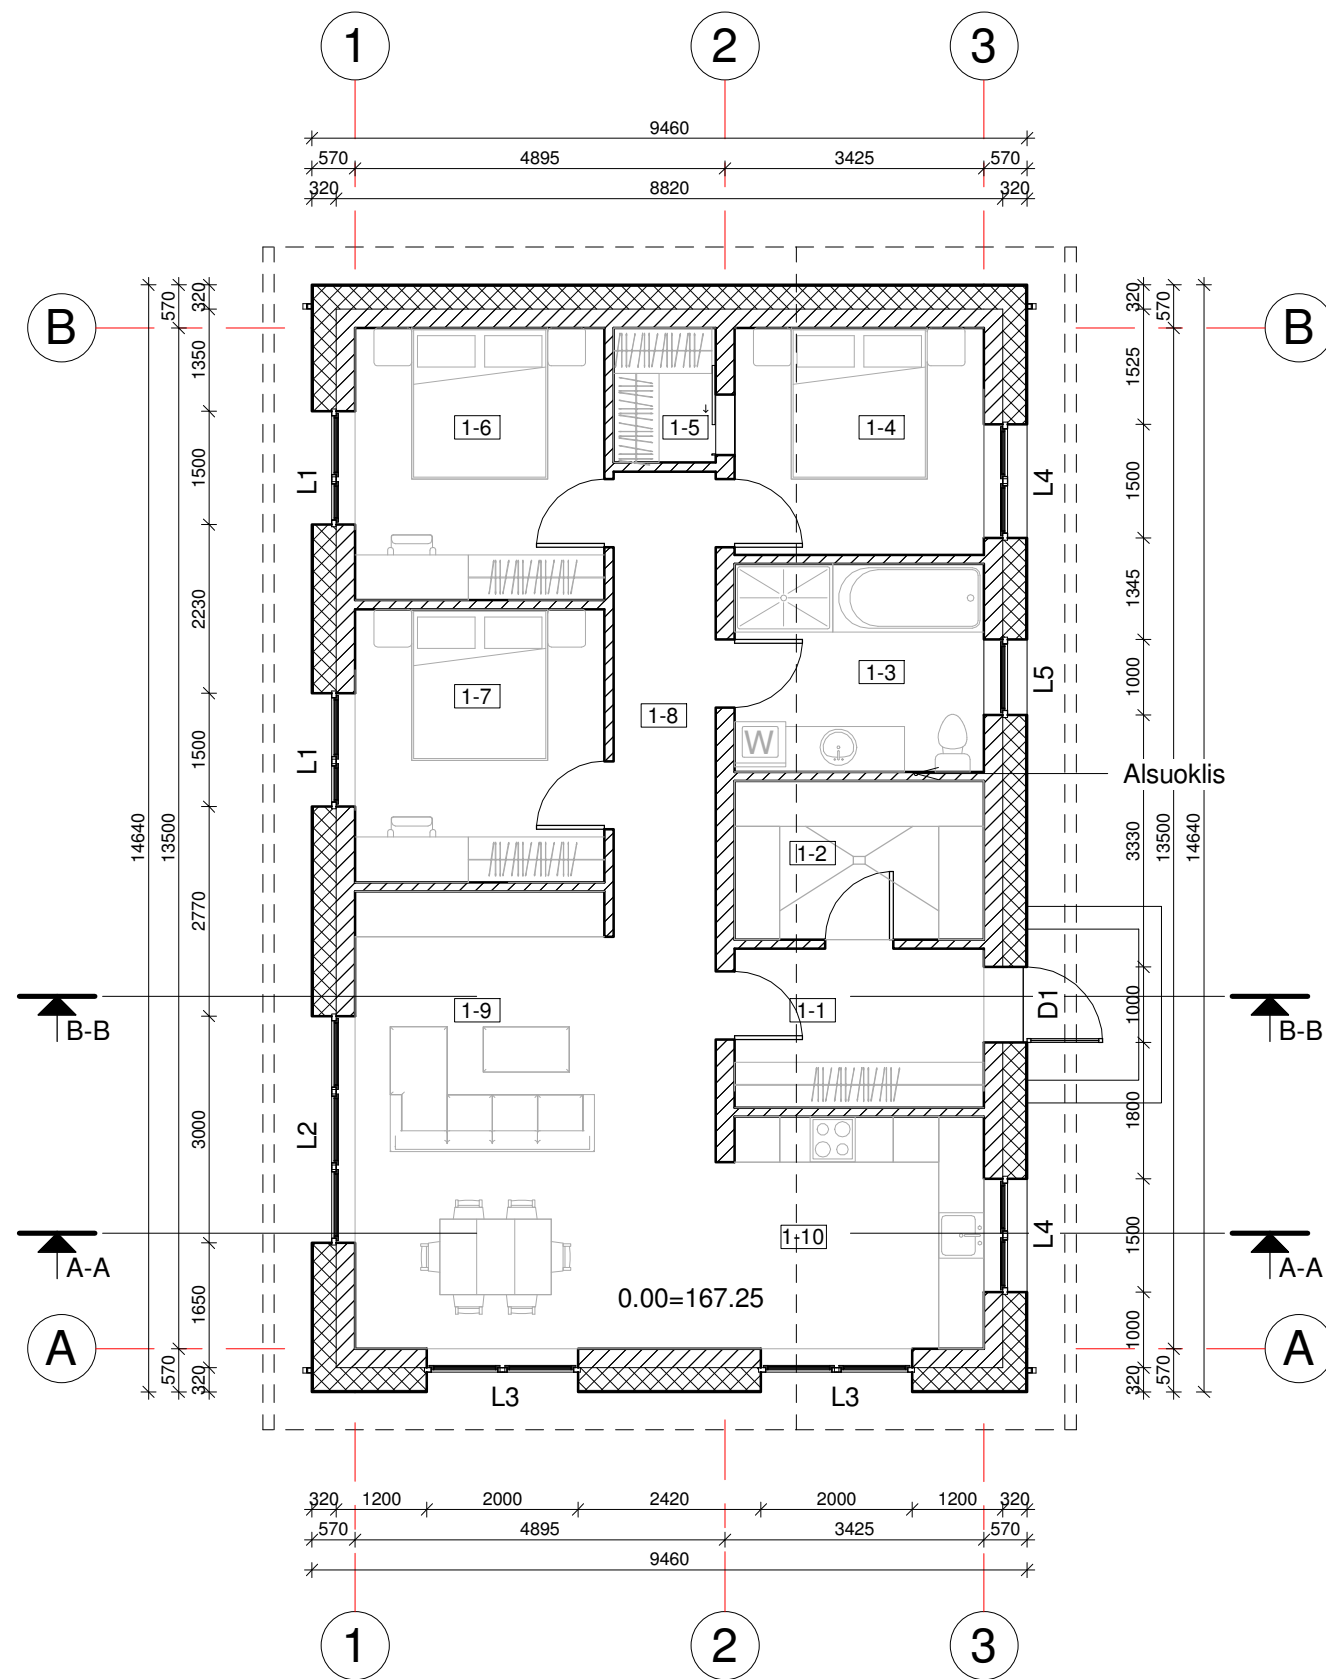 1 2 3
9460
570 4895 3425 570
320 8820 320
B
B
14640
13500
570 570
320 1350 1500 2230 1500 2770 3000 1650 320
320 1525 1500 1345 1000 3330 1000 1800 1500 1000 320
570 570
13500
14640
1-6 1-5 1-4
L1 L4
1-7 1-8 1-3
L1 L5
W
Alsuoklis
1-2
1-9 1-1 D1
B-B B-B
L2
1-10 L4
A-A A-A
0.00=167.25
A
A
L3 L3
320 1200 2000 2420 2000 1200 320
570 4895 3425 570
9460
1 2 3